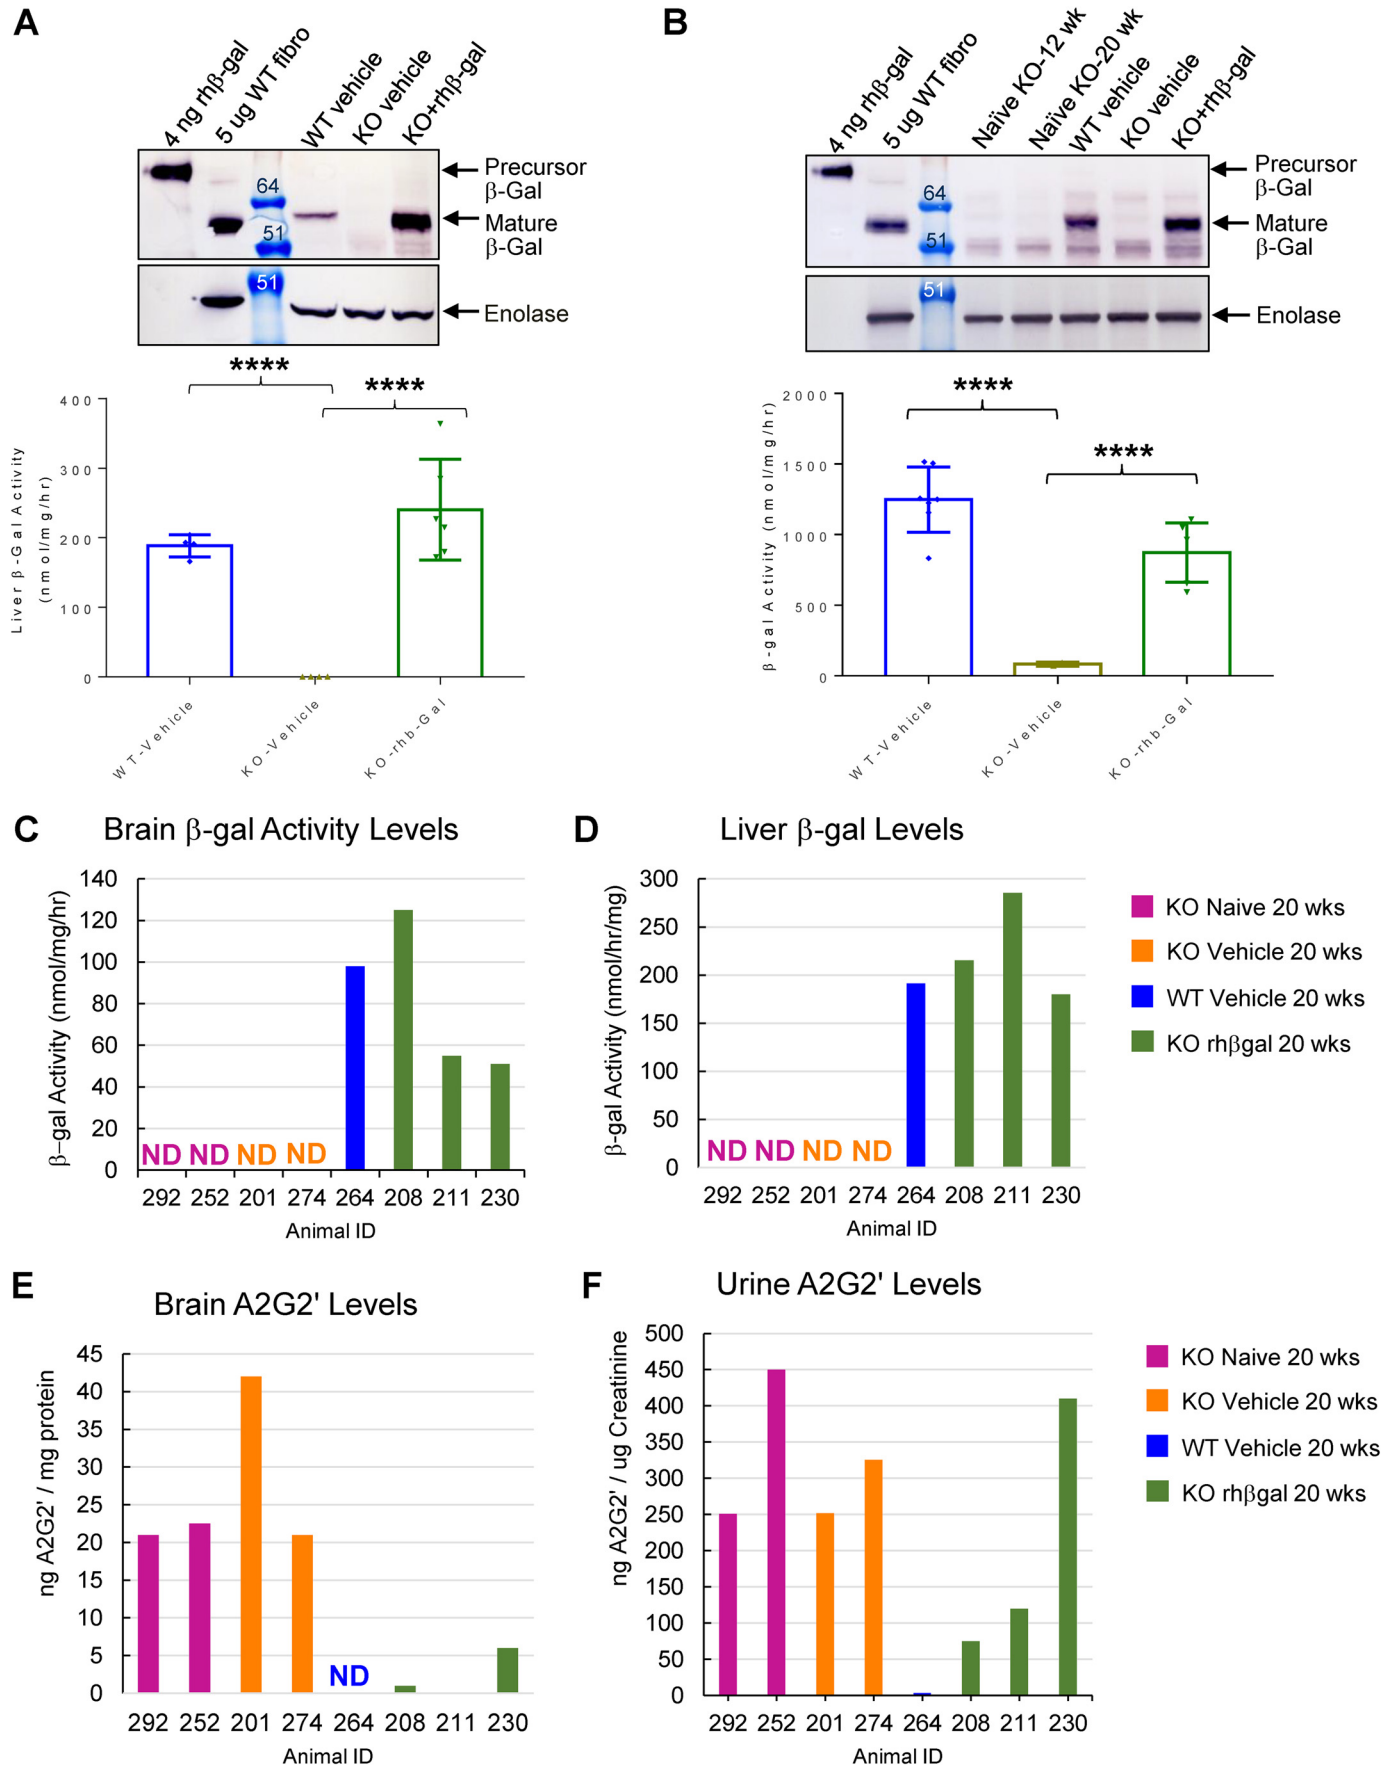 A
4 ng rhβ-gal
5 ug WT fibro
WT vehicle
KO vehicle
KO+rhβ-gal
64
51
51
Precursor
β-Gal
Mature
β-Gal
Enolase
****
****
Liver β-Gal Activity
(nmol/mg/hr)
400
300
200
100
0
WT-Vehicle
KO-Vehicle
KO-rhb-Gal
B
4 ng rhβ-gal
5 ug WT fibro
Naïve KO-12 wk
Naïve KO-20 wk
WT vehicle
KO vehicle
KO+rhβ-gal
64
51
51
Precursor
β-Gal
Mature
β-Gal
Enolase
****
****
β-gal Activity (nmol/mg/hr)
2000
1500
1000
500
0
WT-Vehicle
KO-Vehicle
KO-rhb-Gal
C
Brain β-gal Activity Levels
β–gal Activity (nmol/mg/hr)
140
120
100
80
60
40
20
0
ND ND ND ND
292 252 201 274 264 208 211 230
Animal ID
D
Liver β-gal Levels
β-gal Activity (nmol/hr/mg)
300
250
200
150
100
50
0
ND ND ND ND
292 252 201 274 264 208 211 230
Animal ID
KO Naive 20 wks
KO Vehicle 20 wks
WT Vehicle 20 wks
KO rhβgal 20 wks
E
Brain A2G2' Levels
ng A2G2' / mg protein
45
40
35
30
25
20
15
10
5
0
ND
292 252 201 274 264 208 211 230
Animal ID
F
Urine A2G2' Levels
ng A2G2' / ug Creatinine
500
450
400
350
300
250
200
150
100
50
0
292 252 201 274 264 208 211 230
Animal ID
KO Naive 20 wks
KO Vehicle 20 wks
WT Vehicle 20 wks
KO rhβgal 20 wks